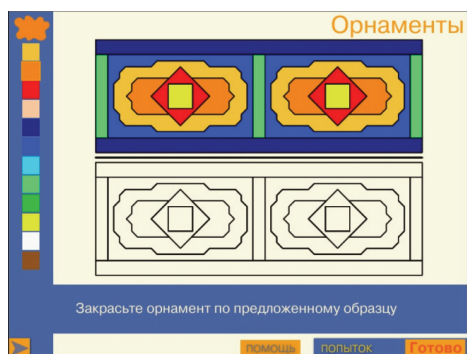 Орнаменты
Закрасьте орнамент по предложенному образцу
ПОМОЩЬ ПОПЫТОК Готово